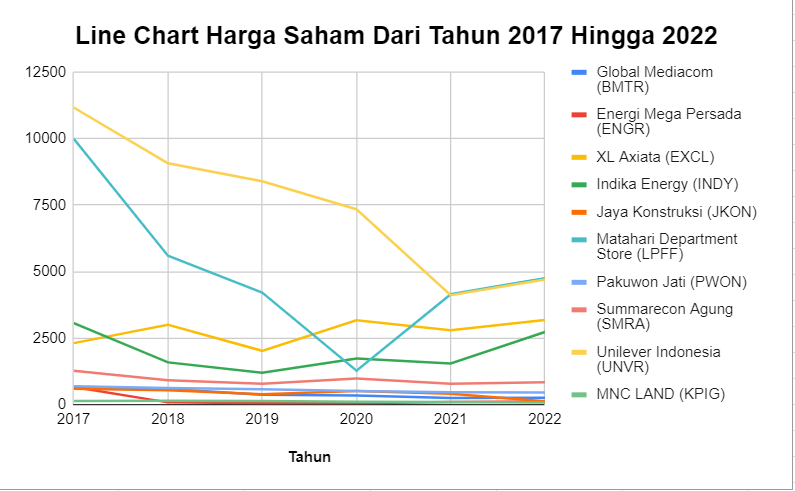 Line Chart Harga Saham Dari Tahun 2017 Hingga 2022
12500
10000
7500
5000
2500
0
2017 2018 2019 2020 2021 2022
Tahun
Global Mediacom
(BMTR)
Energi Mega Persada
(ENGR)
XL Axiata (EXCL)
Indika Energy (INDY)
Jaya Konstruksi (JKON)
Matahari Department
Store (LPFF)
Pakuwon Jati (PWON)
Summarecon Agung
(SMRA)
Unilever Indonesia
(UNVR)
MNC LAND (KPIG)